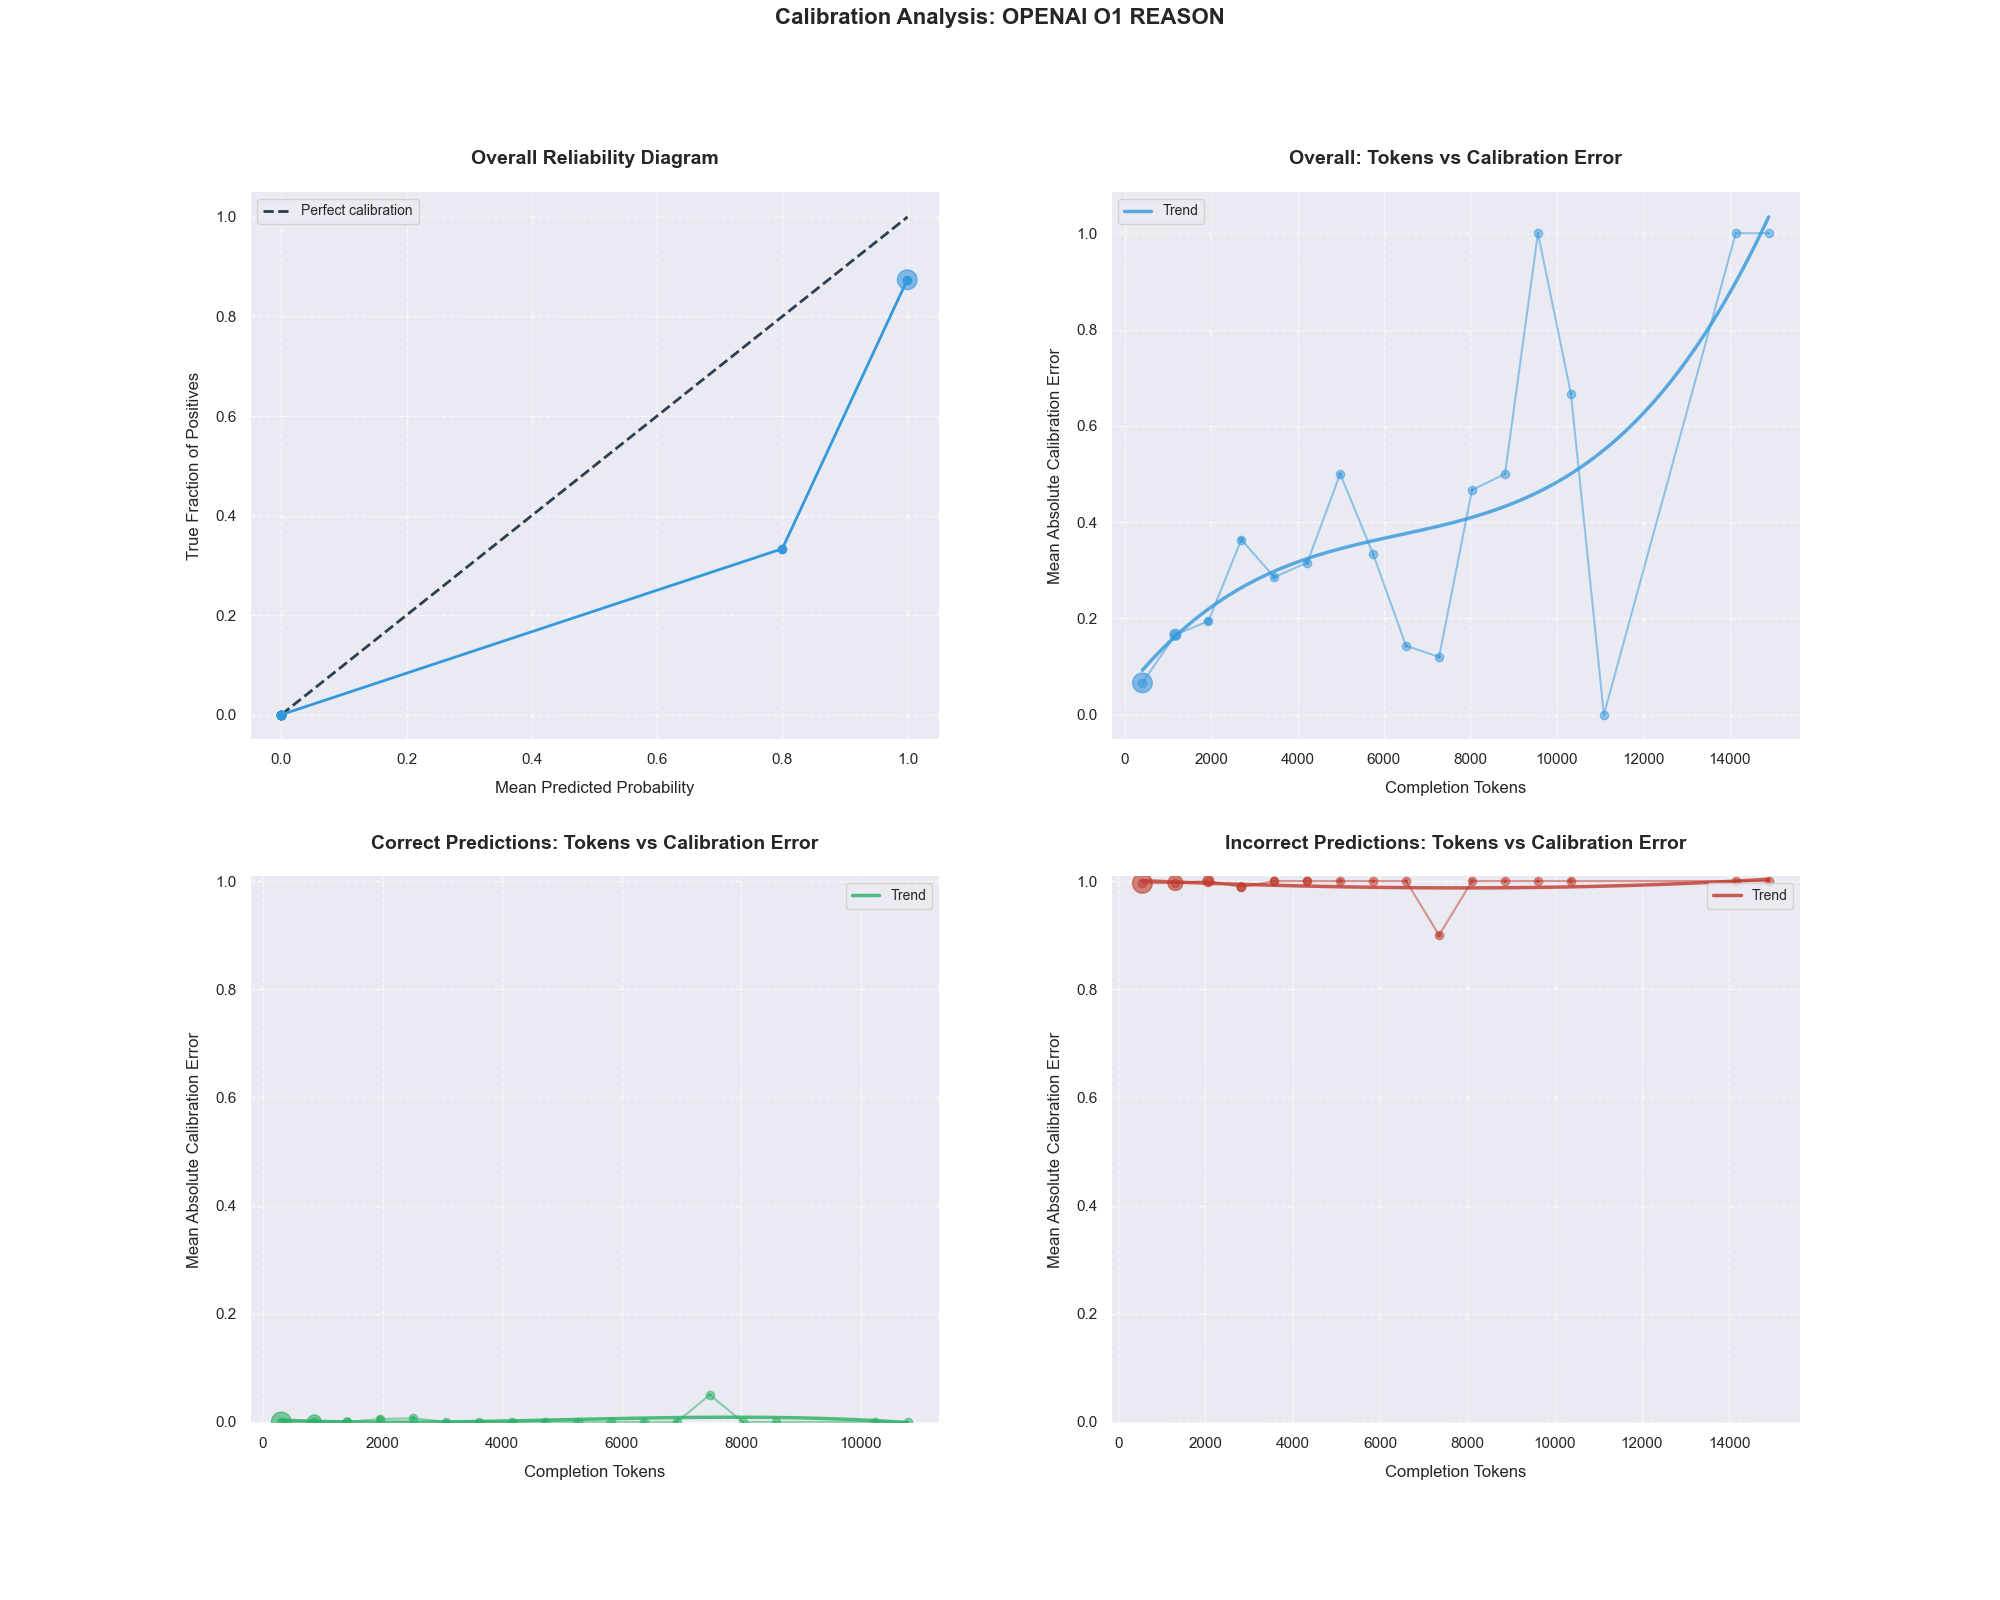 Calibration Analysis: OPENAI O1 REASON
Overall Reliability Diagram
Perfect calibration
1.0
0.8
0.6
0.4
0.2
0.0
True Fraction of Positives
0.0 0.2 0.4 0.6 0.8 1.0
Mean Predicted Probability
Overall: Tokens vs Calibration Error
Trend
1.0
0.8
0.6
0.4
0.2
0.0
Mean Absolute Calibration Error
0 2000 4000 6000 8000 10000 12000 14000
Completion Tokens
Correct Predictions: Tokens vs Calibration Error
Trend
1.0
0.8
0.6
0.4
0.2
0.0
Mean Absolute Calibration Error
0 2000 4000 6000 8000 10000
Completion Tokens
Incorrect Predictions: Tokens vs Calibration Error
Trend
1.0
0.8
0.6
0.4
0.2
0.0
Mean Absolute Calibration Error
0 2000 4000 6000 8000 10000 12000 14000
Completion Tokens